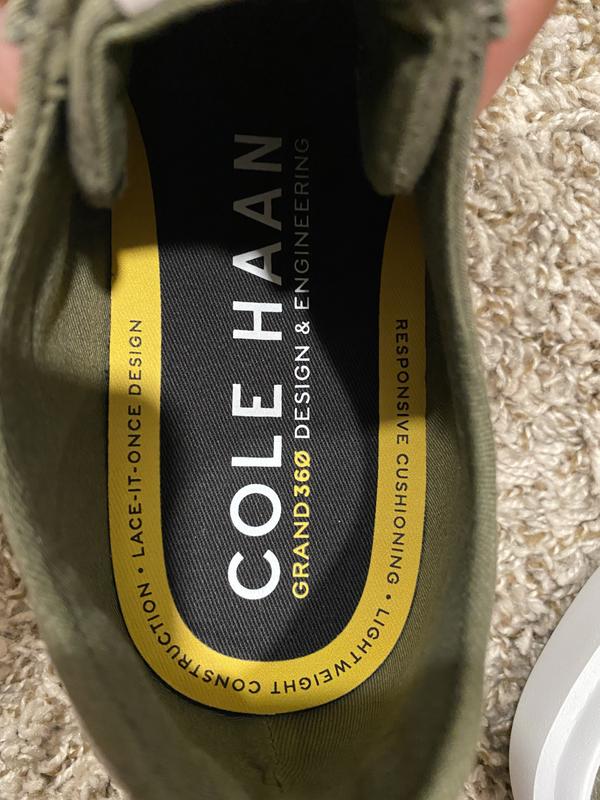 COLE HAAN
GRAND36Ø DESIGN & ENGINEERING
RESPONSIVE CUSHIONING • LIGHTWEIGHT CONSTRUCTION • LACE-IT-ONCE DESIGN